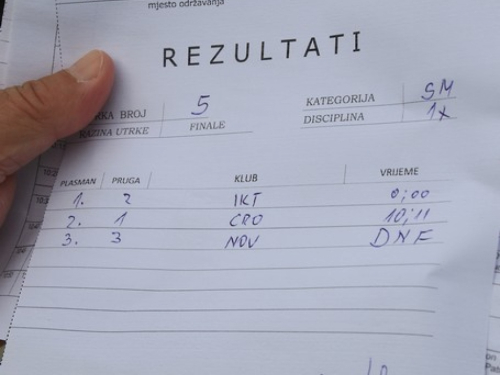 mjesto održavanja
REZULTATI
BROJ 5 KATEGORIJA SM
UTRKE FINALE DISCIPLINA 1x
PLASMAN PRUGA KLUB VRIJEME
1. 2 IKT 0,00
2. 1 CRO 10,11
3. 3 NOV DNF